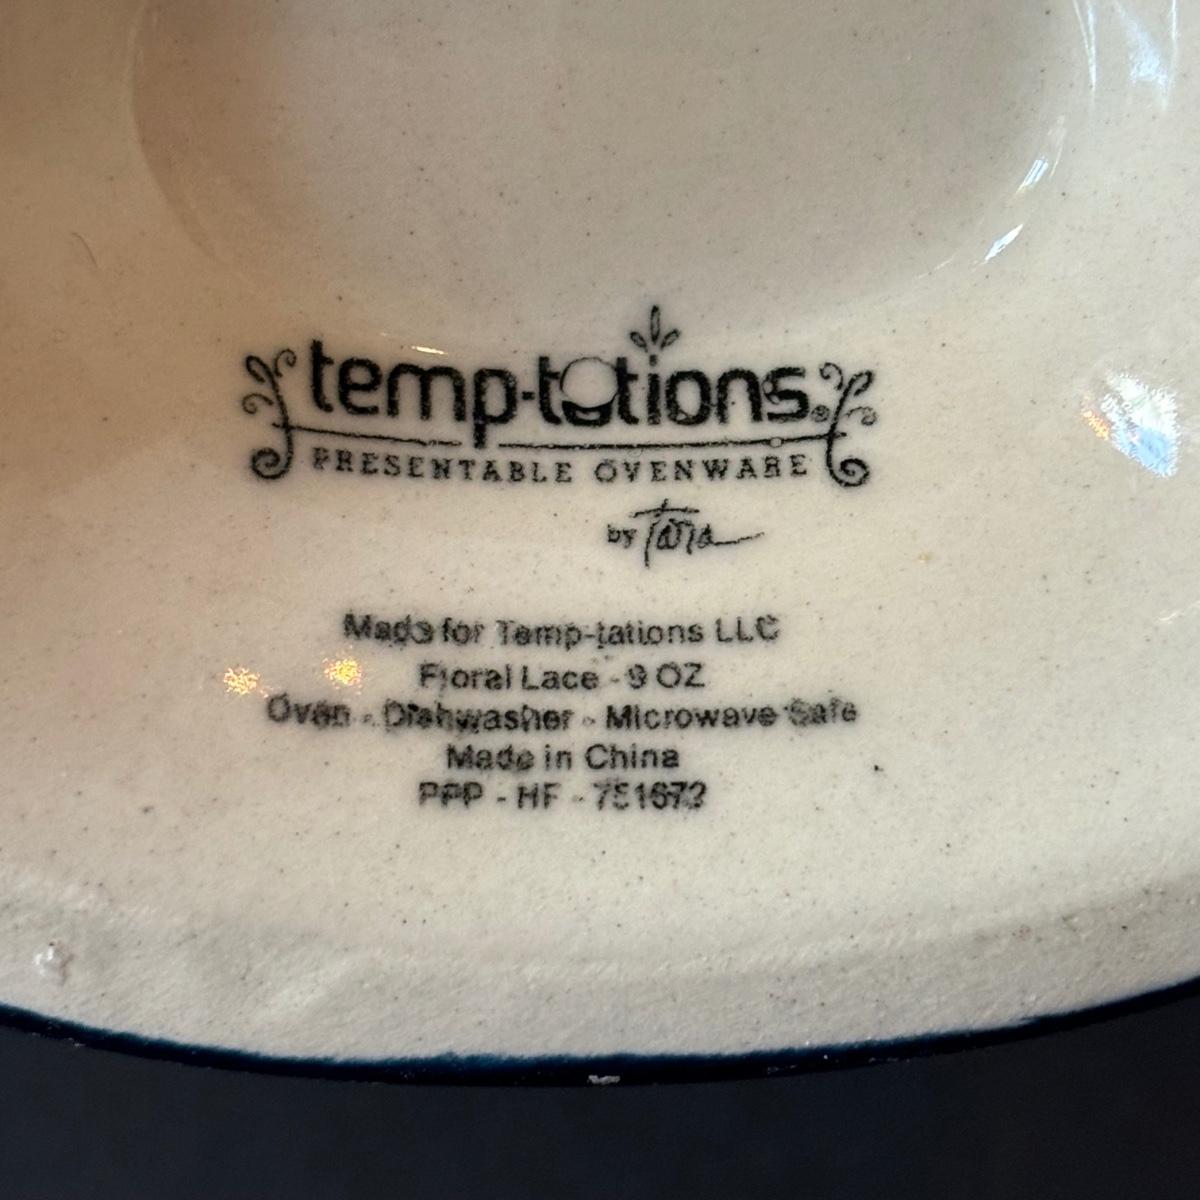 temp-tations®
PRESENTABLE OVENWARE
by Tara
Made for Temp-tations LLC
Floral Lace - 9 OZ
Oven - Dishwasher - Microwave Safe
Made in China
PPP - HF -